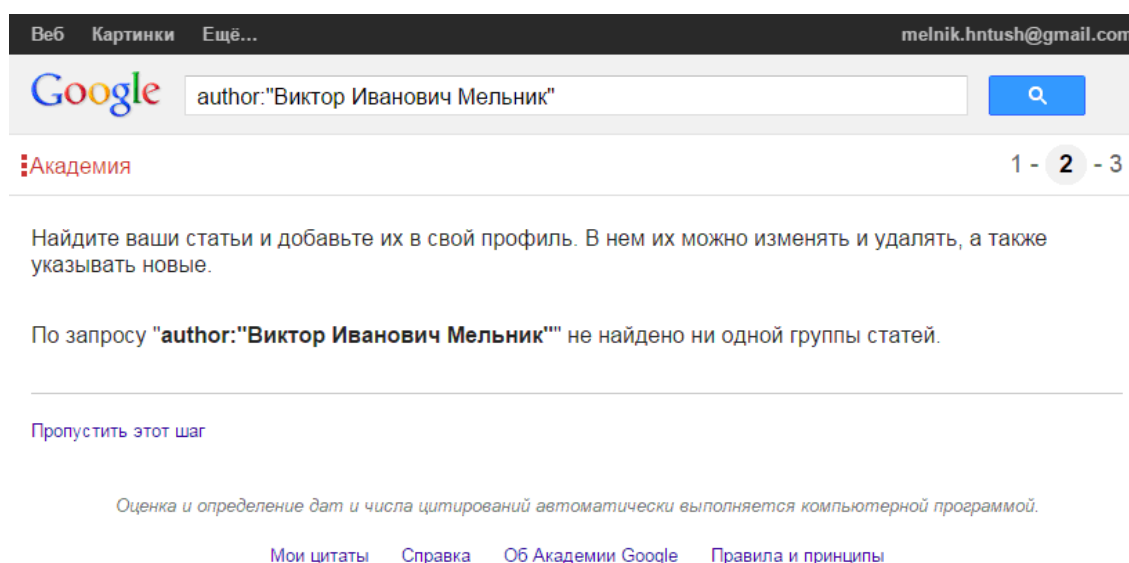 Веб Картинки Ещё... melnik.hntush@gmail.com
Google author:"Виктор Иванович Мельник"
Академия 1 - 2 - 3
Найдите ваши статьи и добавьте их в свой профиль. В нем их можно изменять и удалять, а также
указывать новые.
По запросу "author:"Виктор Иванович Мельник"" не найдено ни одной группы статей.
Пропустить этот шаг
Оценка и определение дат и числа цитирований автоматически выполняется компьютерной программой.
Мои цитаты Справка Об Академии Google Правила и принципы